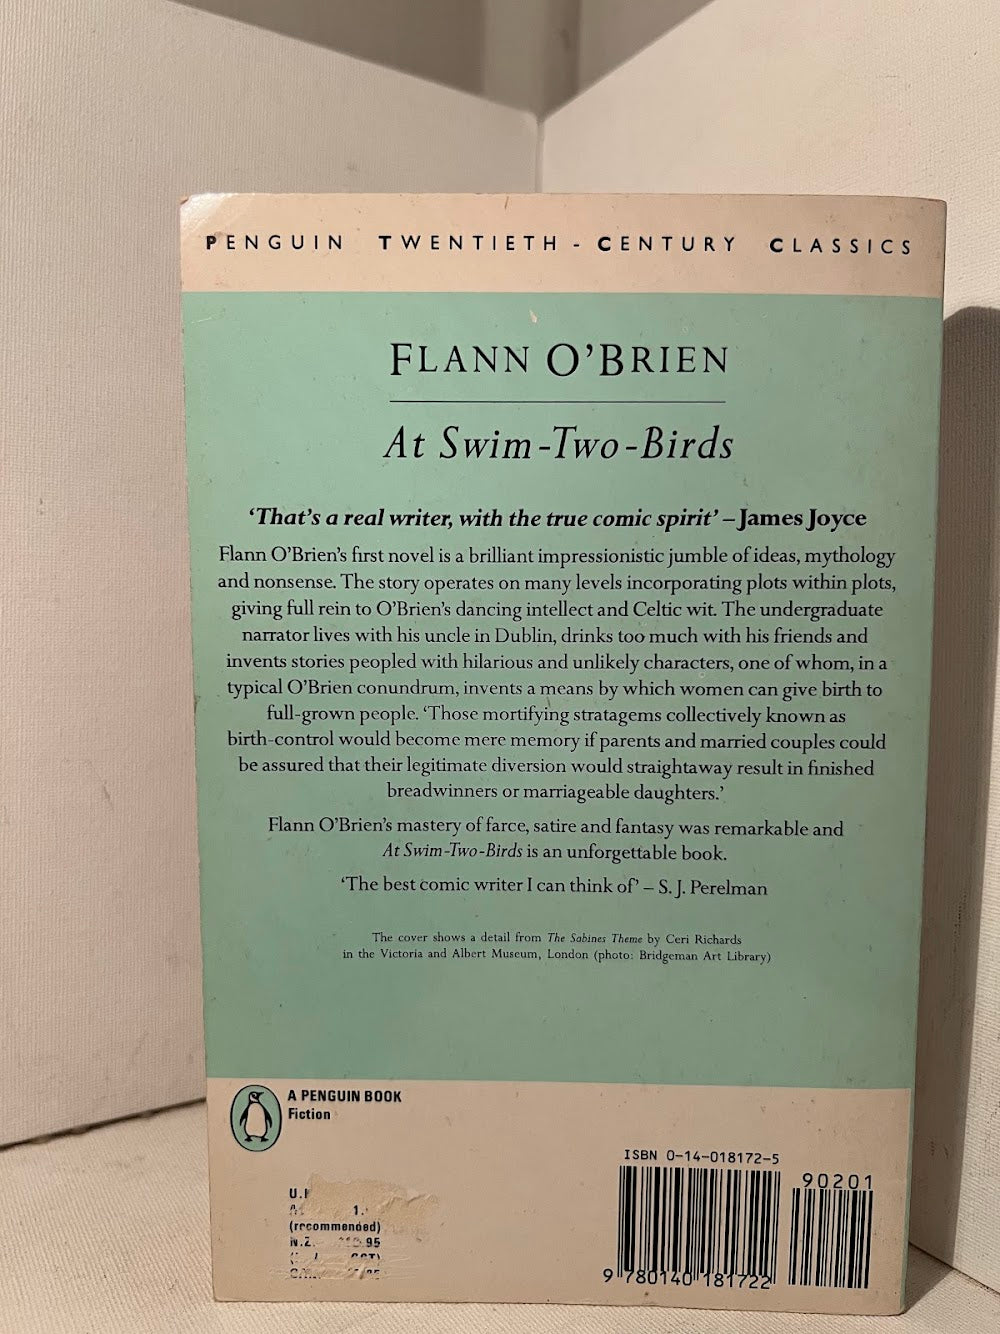 PENGUIN TWENTIETH-CENTURY CLASSICS
FLANN O'BRIEN
At Swim-Two-Birds
'That's a real writer, with the true comic spirit' – James Joyce
Flann O'Brien's first novel is a brilliant impressionistic jumble of ideas, mythology
and nonsense. The story operates on many levels incorporating plots within plots,
giving full rein to O'Brien's dancing intellect and Celtic wit. The undergraduate
narrator lives with his uncle in Dublin, drinks too much with his friends and
invents stories peopled with hilarious and unlikely characters, one of whom, in a
typical O'Brien conundrum, invents a means by which women can give birth to
full-grown people. 'Those mortifying stratagems collectively known as
birth-control would become mere memory if parents and married couples could
be assured that their legitimate diversion would straightaway result in finished
breadwinners or marriageable daughters.'
Flann O'Brien's mastery of farce, satire and fantasy was remarkable and
At Swim-Two-Birds is an unforgettable book.
'The best comic writer I can think of' – S. J. Perelman
The cover shows a detail from The Sabines Theme by Ceri Richards
in the Victoria and Albert Museum, London (photo: Bridgeman Art Library)
A PENGUIN BOOK
Fiction
(recommended)
N.Z.
ISBN 0-14-018172-5
90201
9 780140 181722